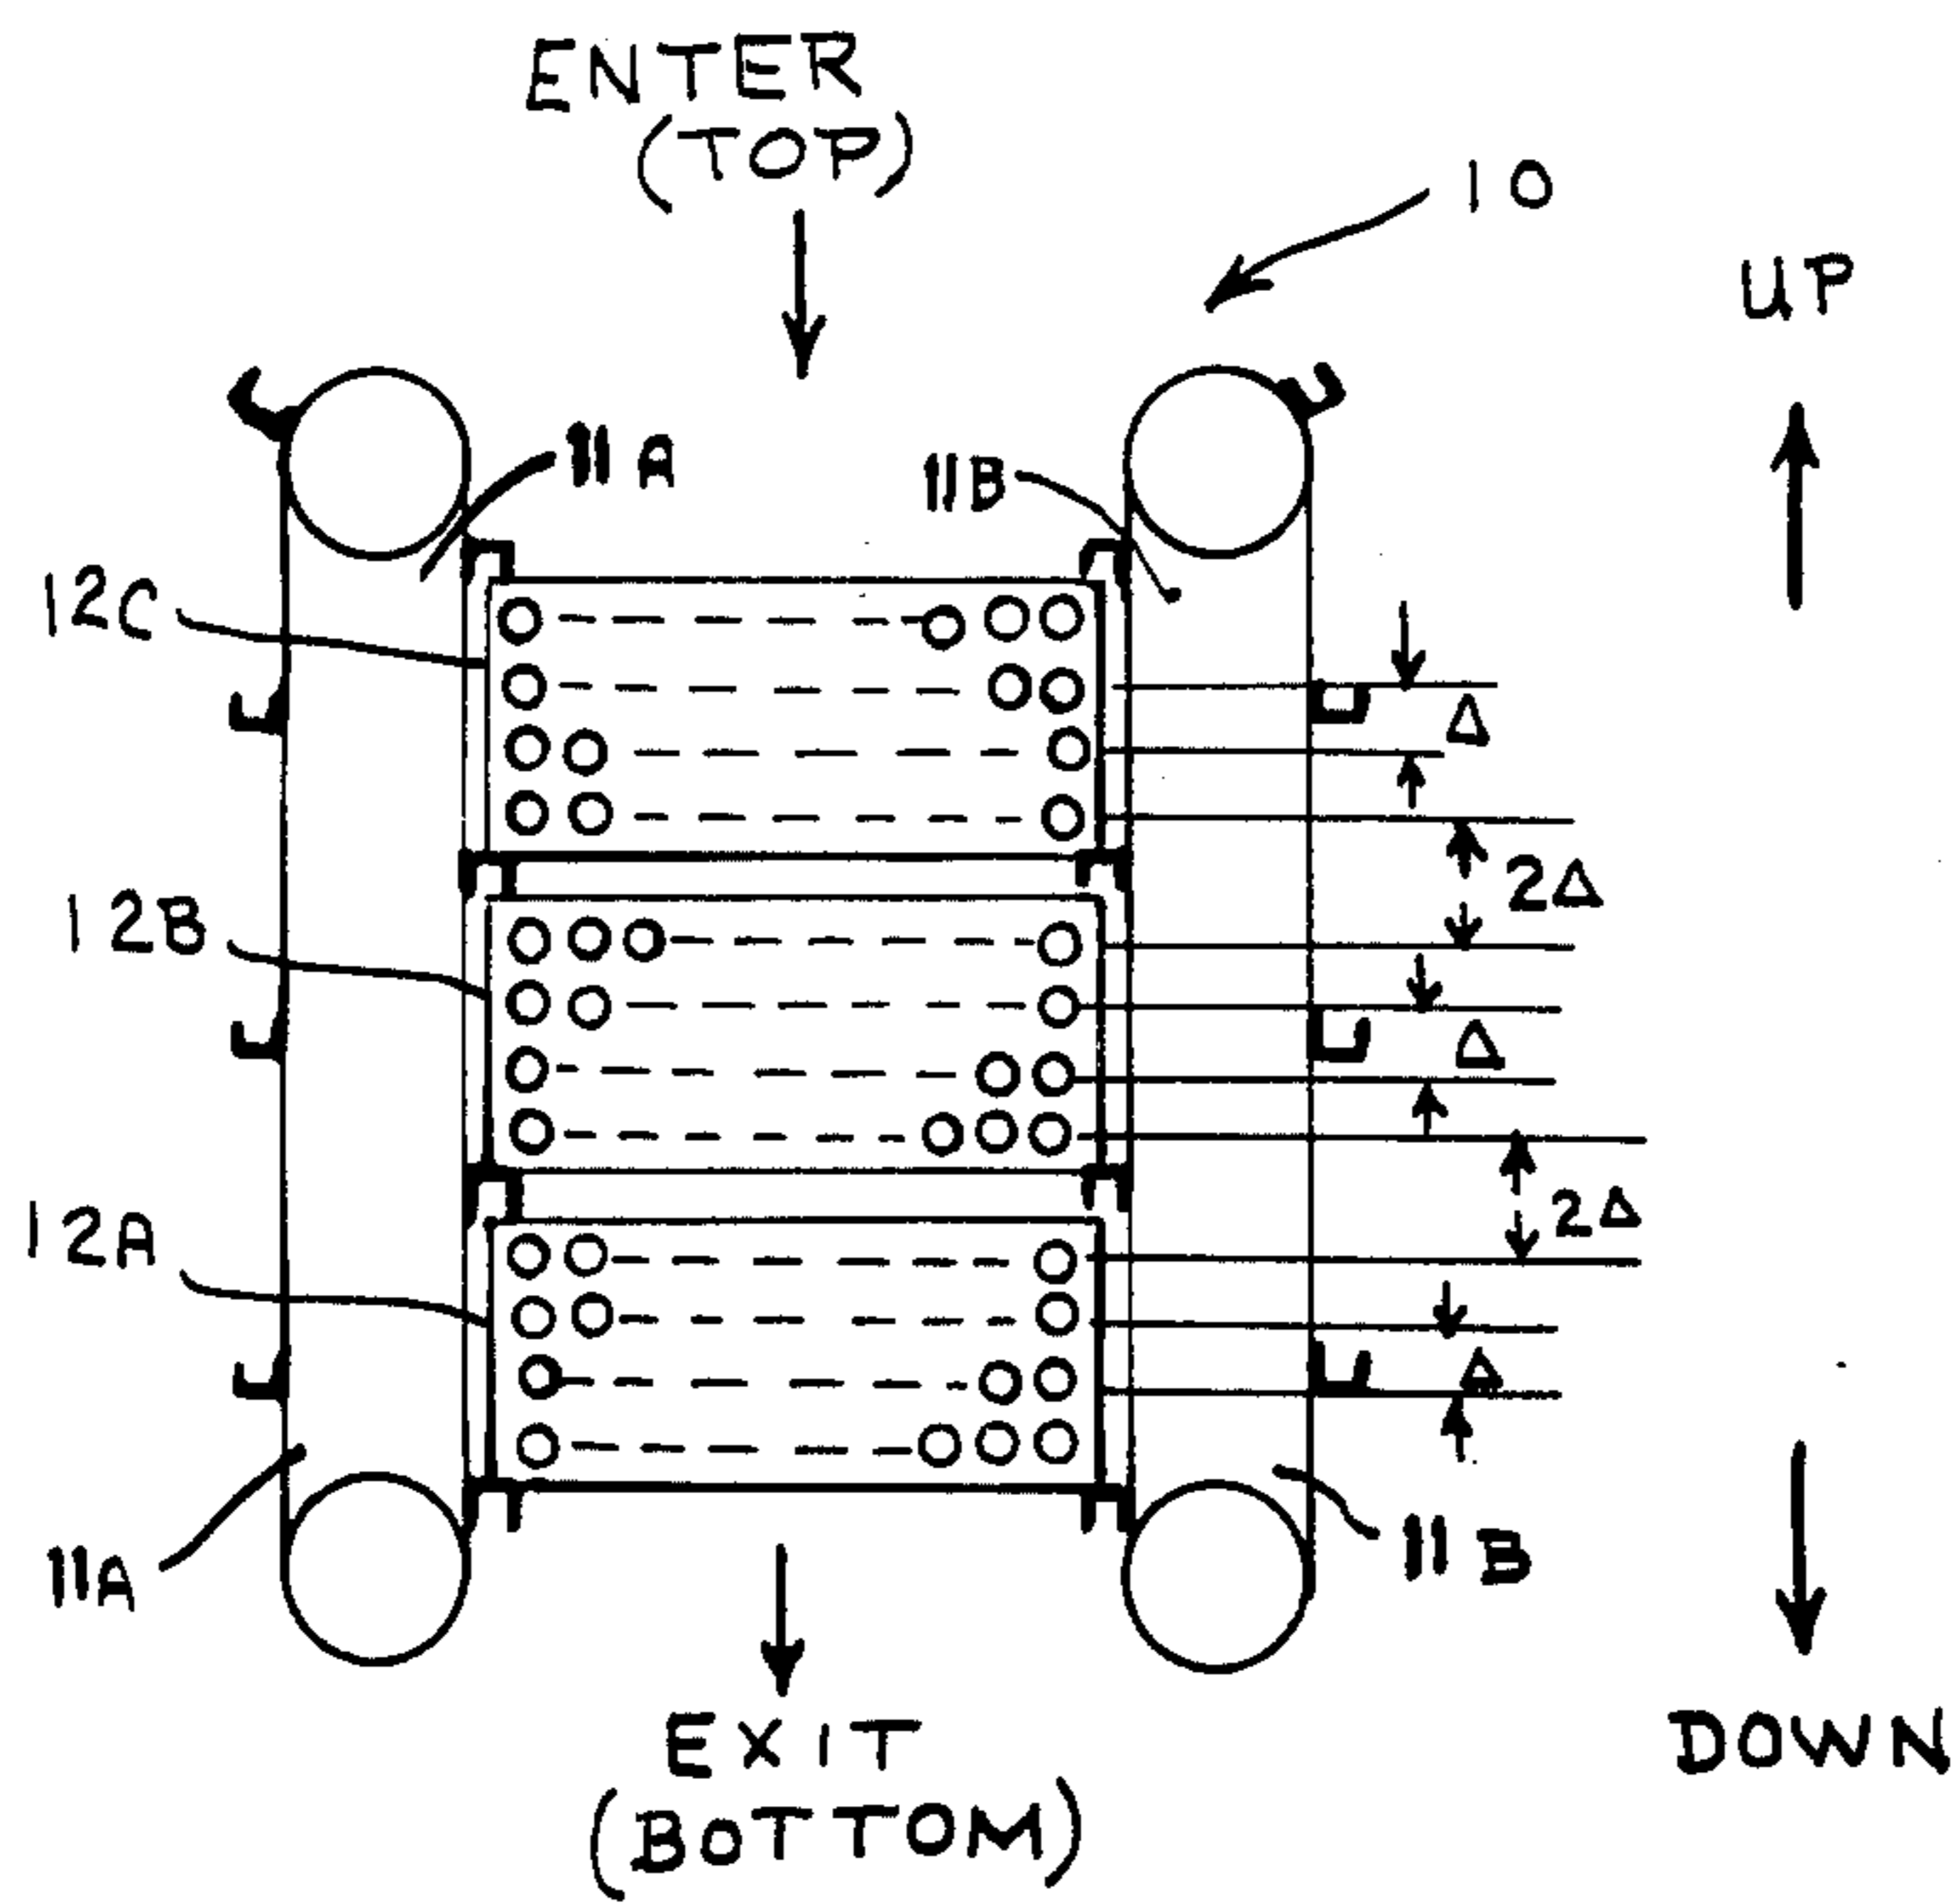 ENTER
(TOP)
10
UP
11A
11B
12C
Δ
2Δ
12B
Δ
2Δ
12A
Δ
11A
11B
EXIT
(BOTTOM)
DOWN